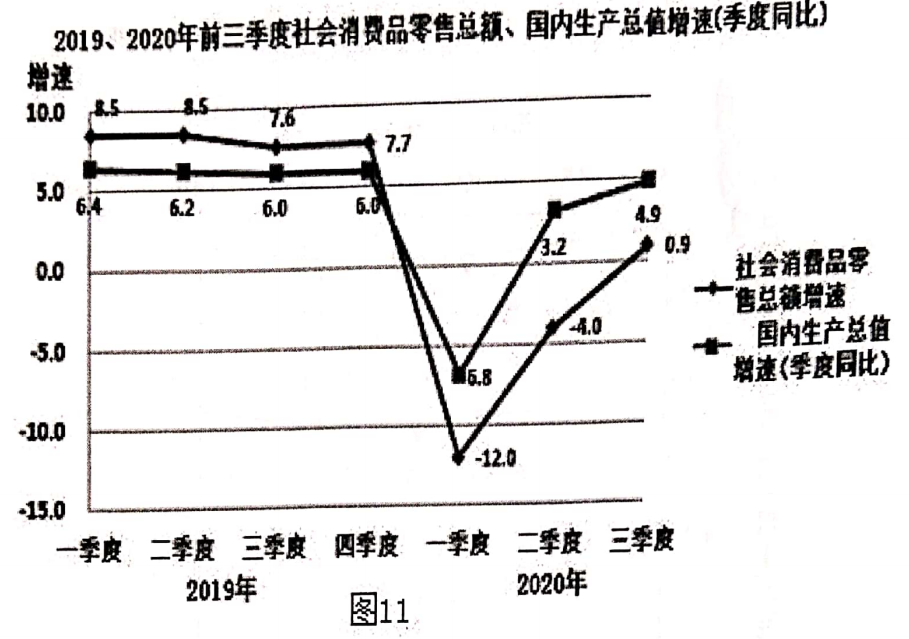 2019、2020年前三季度社会消费品零售总额、国内生产总值增速(季度同比)
增速
10.0
8.5
8.5
7.6
7.7
5.0
6.4
6.2
6.0
6.0
4.9
3.2
0.9
0.0
-4.0
-5.0
6.8
-10.0
-12.0
-15.0
社会消费品零
售总额增速
国内生产总值
增速(季度同比)
一季度 二季度 三季度 四季度 一季度 二季度 三季度
2019年 2020年
图11